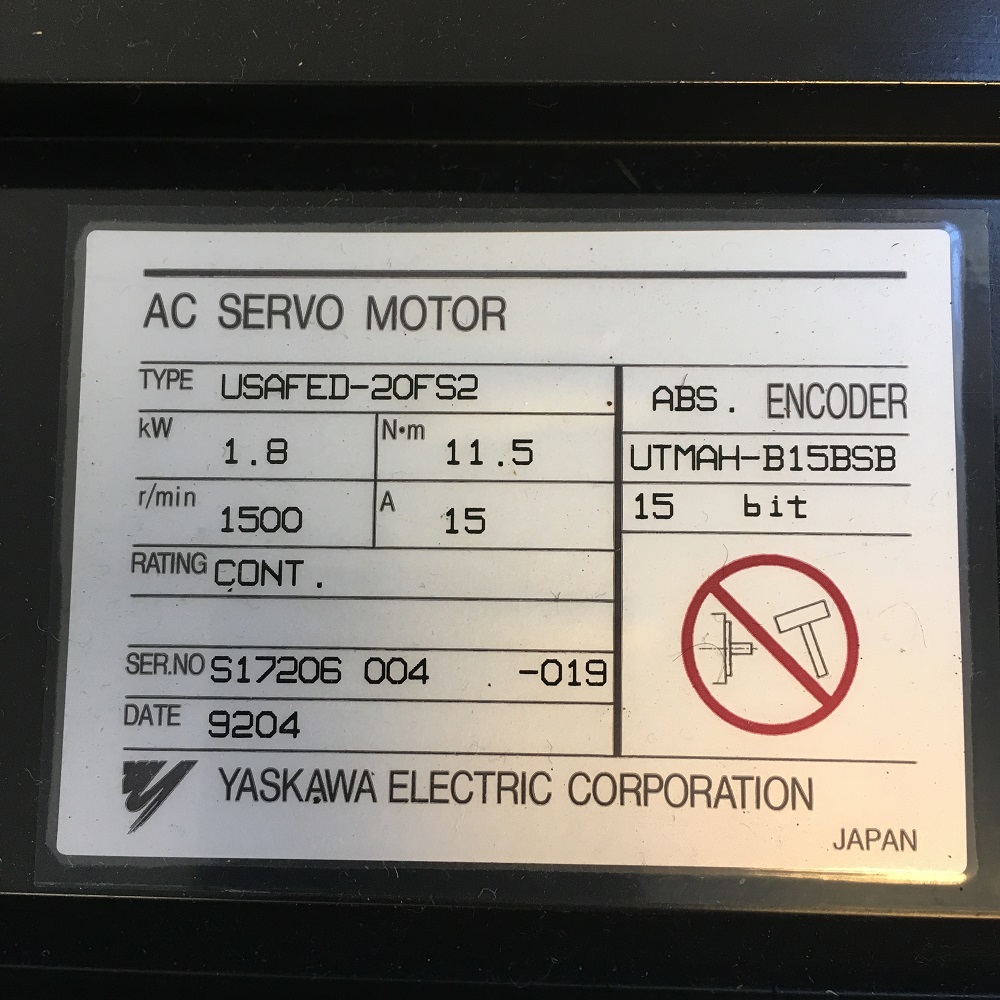 AC SERVO MOTOR
TYPE USAFED-20FS2
kW 1.8 N•m 11.5
r/min 1500 A 15
RATING CONT.
SER.NO S17206 004 -019
DATE 9204
ABS. ENCODER
UTMAH-B15BSB
15 bit
YASKAWA ELECTRIC CORPORATION
JAPAN